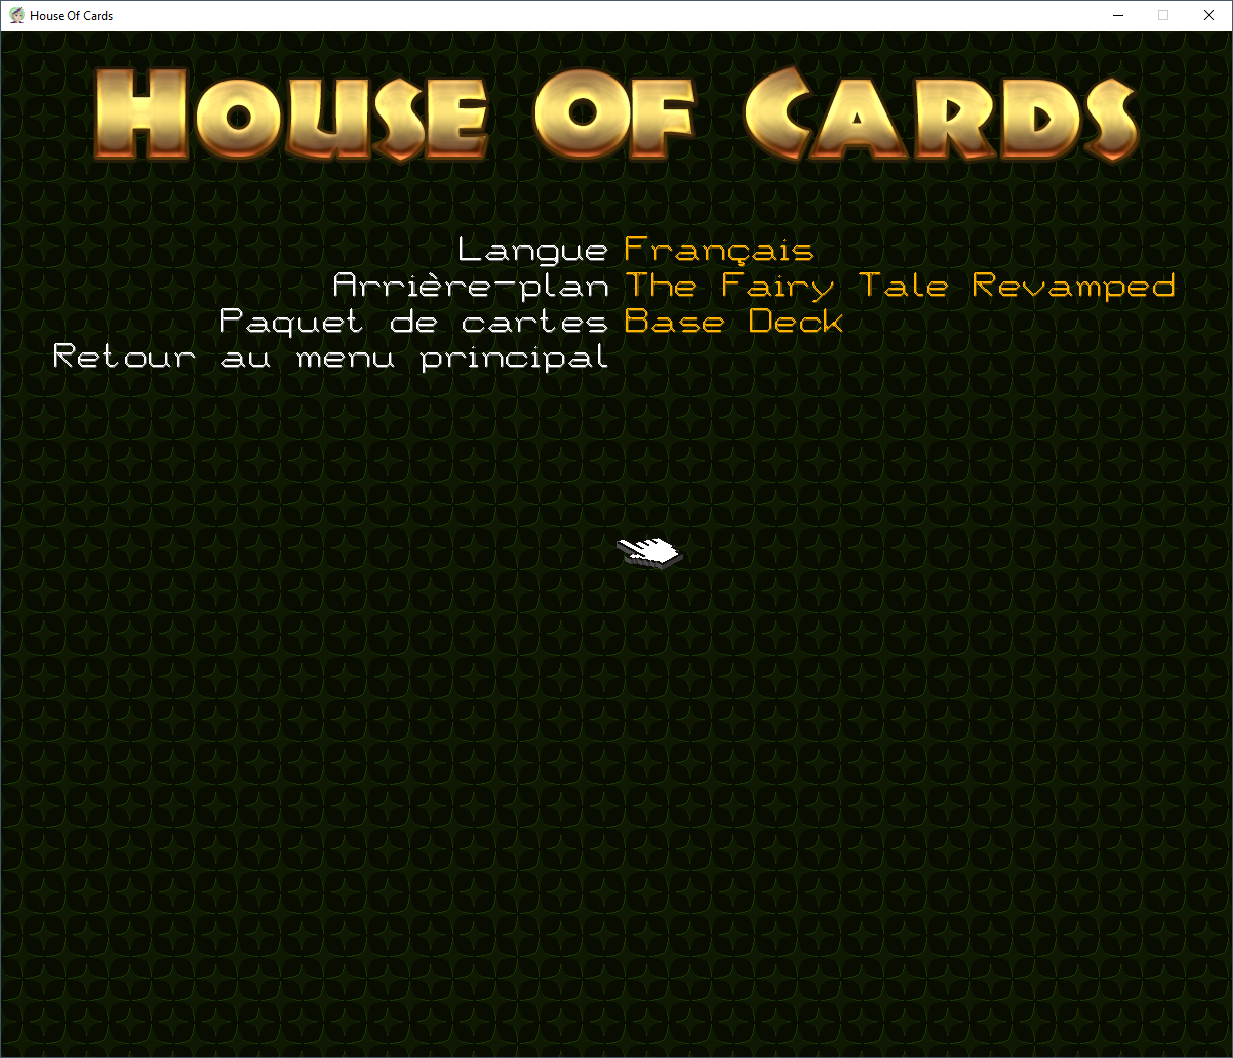 House Of Cards
House Of Cards
Langue Français
Arrière-plan The Fairy Tale Revamped
Paquet de cartes Base Deck
Retour au menu principal